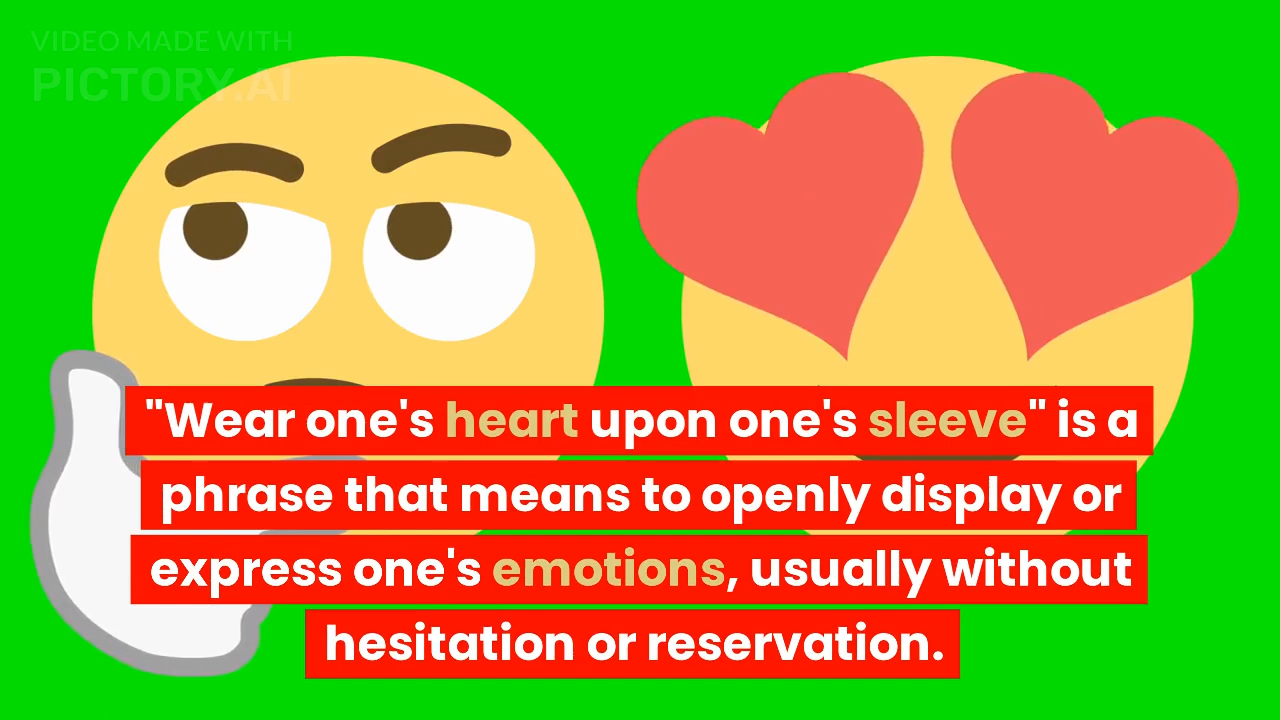 VIDEO MADE WITH
PICTORY.AI
"Wear one's heart upon one's sleeve" is a
phrase that means to openly display or
express one's emotions, usually without
hesitation or reservation.